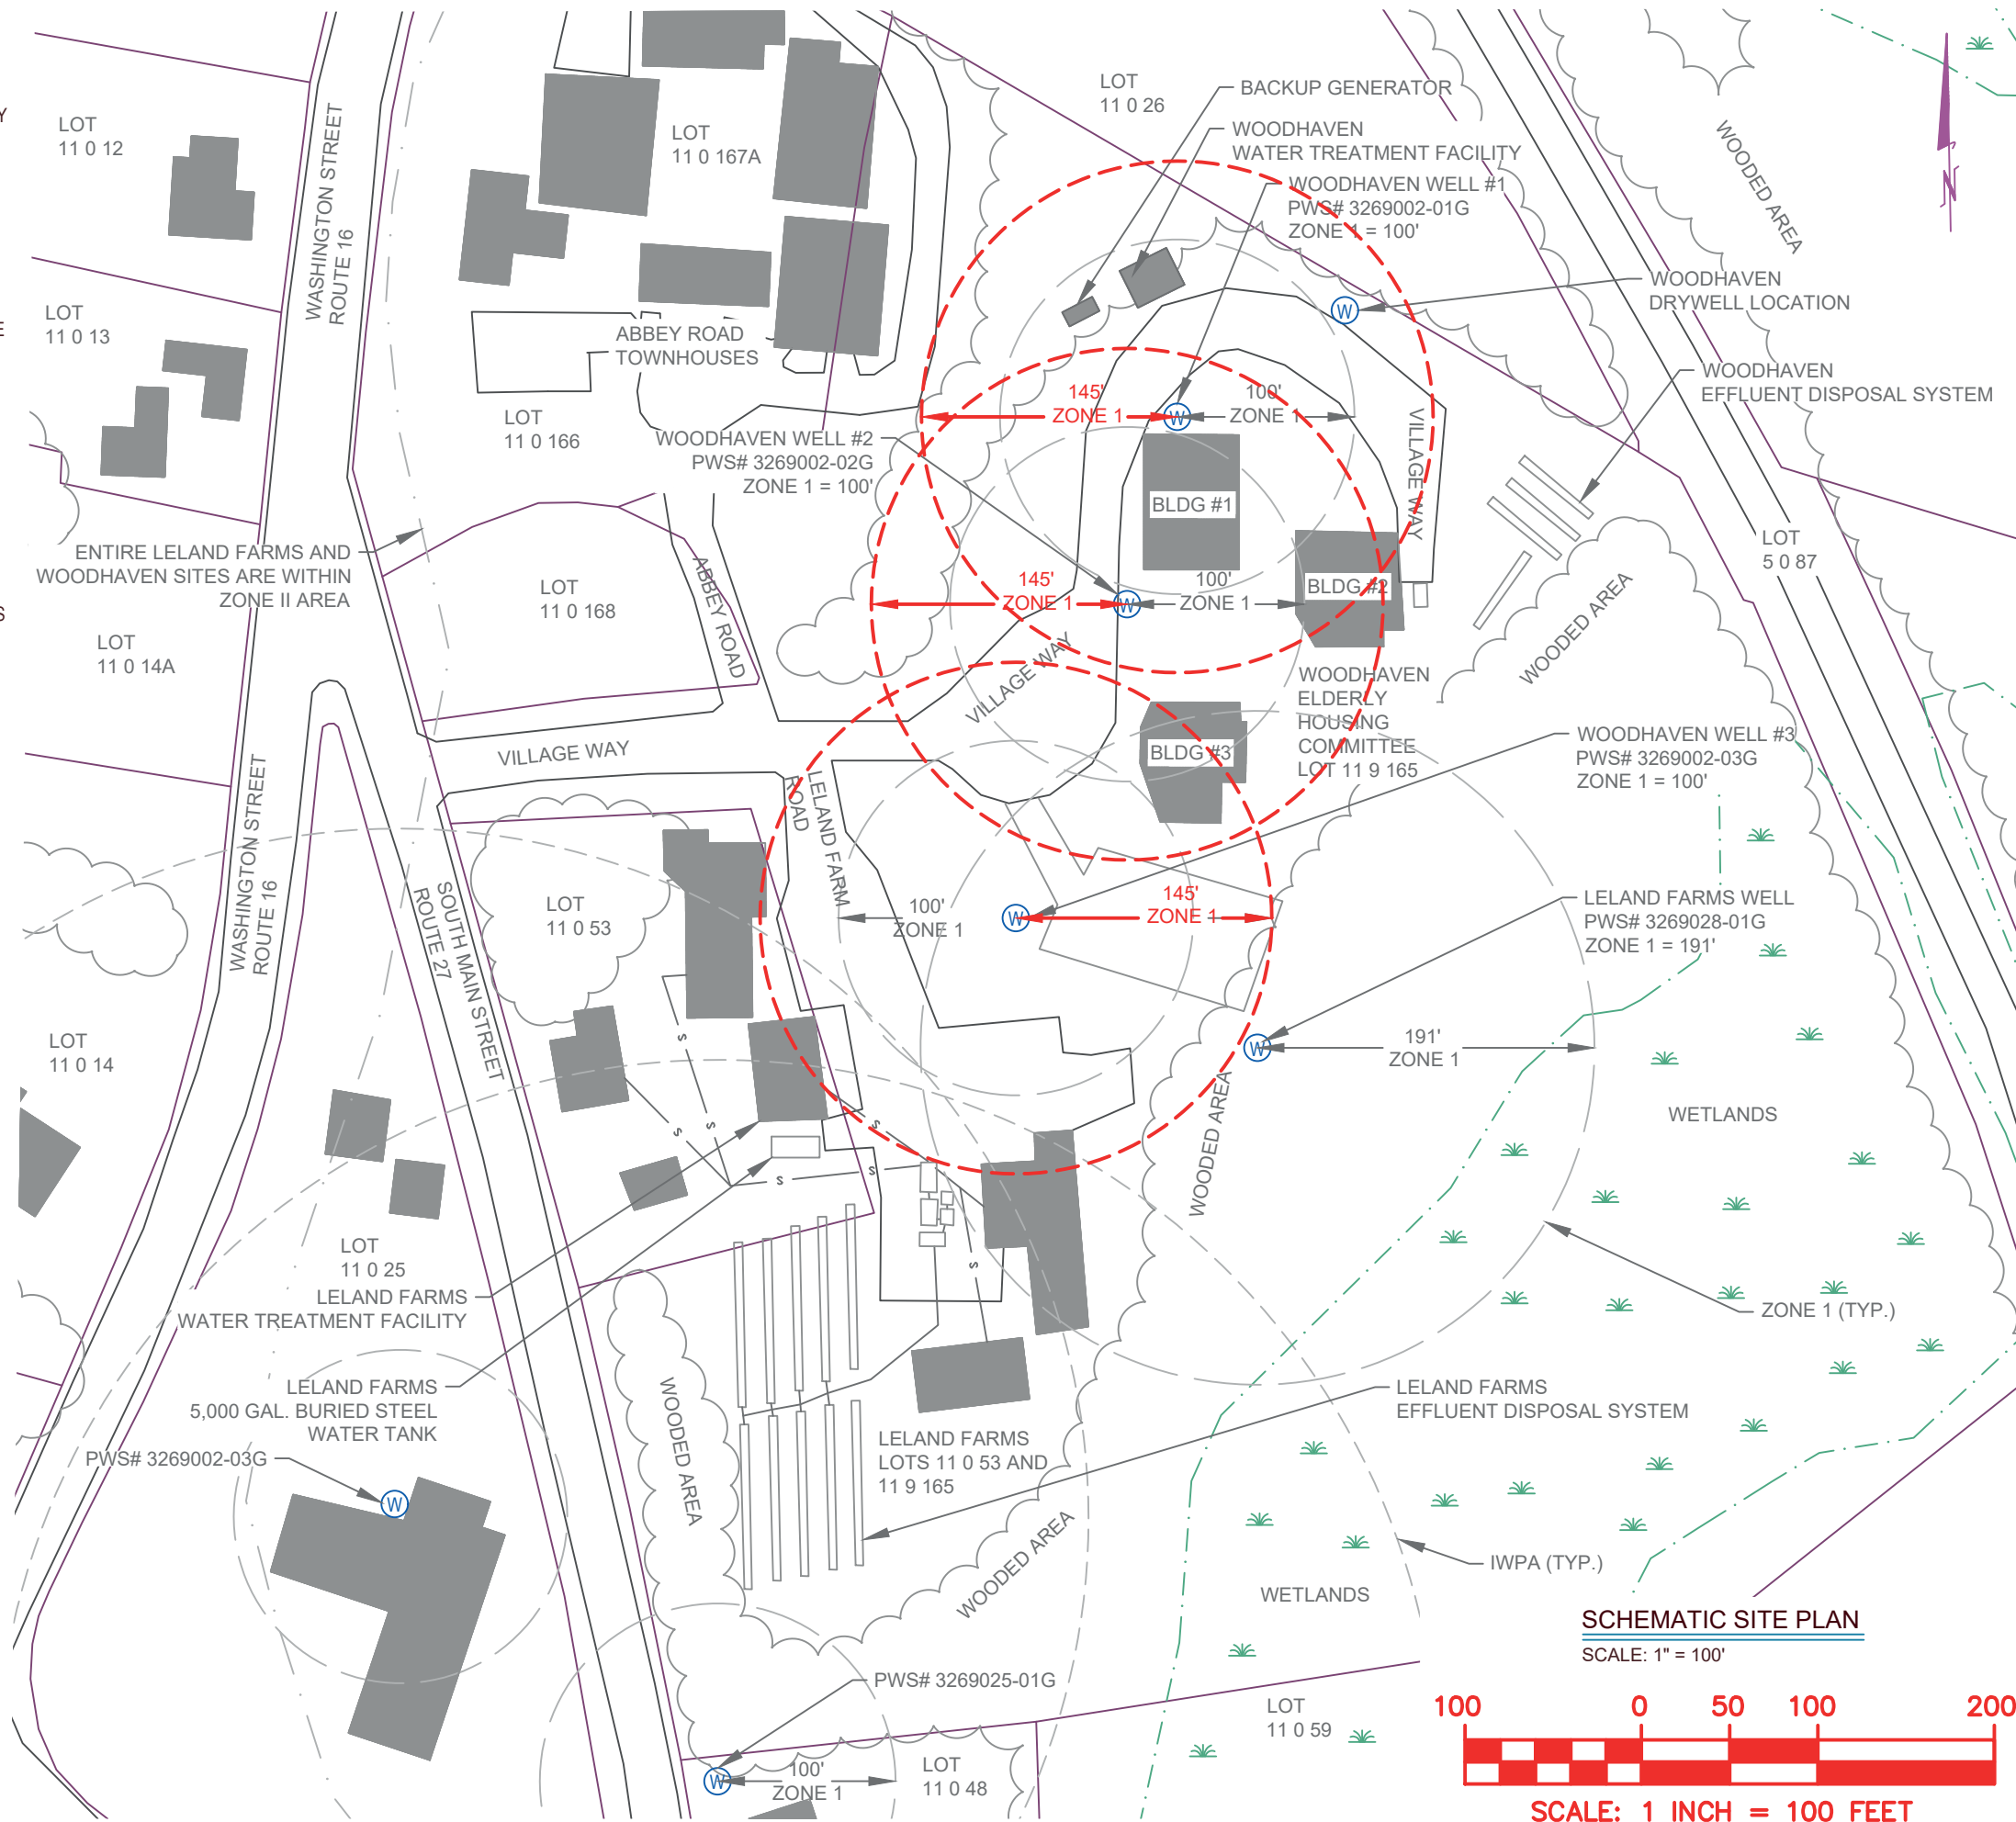 LOT
11 0 26
BACKUP GENERATOR
WOODHAVEN
WATER TREATMENT FACILITY
WOODHAVEN WELL #1
PWS# 3269002-01G
ZONE 1 = 100'
LOT
11 0 12
WASHINGTON STREET
ROUTE 16
LOT
11 0 167A
WOODED AREA
N
WOODHAVEN
DRYWELL LOCATION
LOT
11 0 13
ABBEY ROAD
TOWNHOUSES
W
WOODHAVEN
EFFLUENT DISPOSAL SYSTEM
LOT
11 0 166
145'
ZONE 1
W
100'
ZONE 1
VILLAGE WAY
WOODHAVEN WELL #2
PWS# 3269002-02G
ZONE 1 = 100'
BLDG #1
LOT
5 0 87
ENTIRE LELAND FARMS AND
WOODHAVEN SITES ARE WITHIN
ZONE II AREA
LOT
11 0 168
ABBEY ROAD
145'
ZONE 1
W
100'
ZONE 1
BLDG #2
WOODED AREA
LOT
11 0 14A
VILLAGE WAY
WOODHAVEN
ELDERLY
HOUSING
COMMITTEE
LOT 11 9 165
VILLAGE WAY
BLDG #3
WOODHAVEN WELL #3
PWS# 3269002-03G
ZONE 1 = 100'
LELAND FARM
ROAD
WASHINGTON STREET
ROUTE 16
SOUTH MAIN STREET
ROUTE 27
LOT
11 0 53
100'
ZONE 1
W
145'
ZONE 1
LELAND FARMS WELL
PWS# 3269028-01G
ZONE 1 = 191'
LOT
11 0 14
S
S
S
S
S
S
S
W
191'
ZONE 1
WETLANDS
WOODED AREA
LOT
11 0 25
LELAND FARMS
WATER TREATMENT FACILITY
ZONE 1 (TYP.)
LELAND FARMS
5,000 GAL. BURIED STEEL
WATER TANK
WOODED AREA
LELAND FARMS
EFFLUENT DISPOSAL SYSTEM
PWS# 3269002-03G
W
LELAND FARMS
LOTS 11 0 53 AND
11 9 165
WOODED AREA
IWPA (TYP.)
WETLANDS
SCHEMATIC SITE PLAN
SCALE: 1" = 100'
PWS# 3269025-01G
W
100'
ZONE 1
LOT
11 0 48
LOT
11 0 59
100 0 50 100 200
SCALE: 1 INCH = 100 FEET